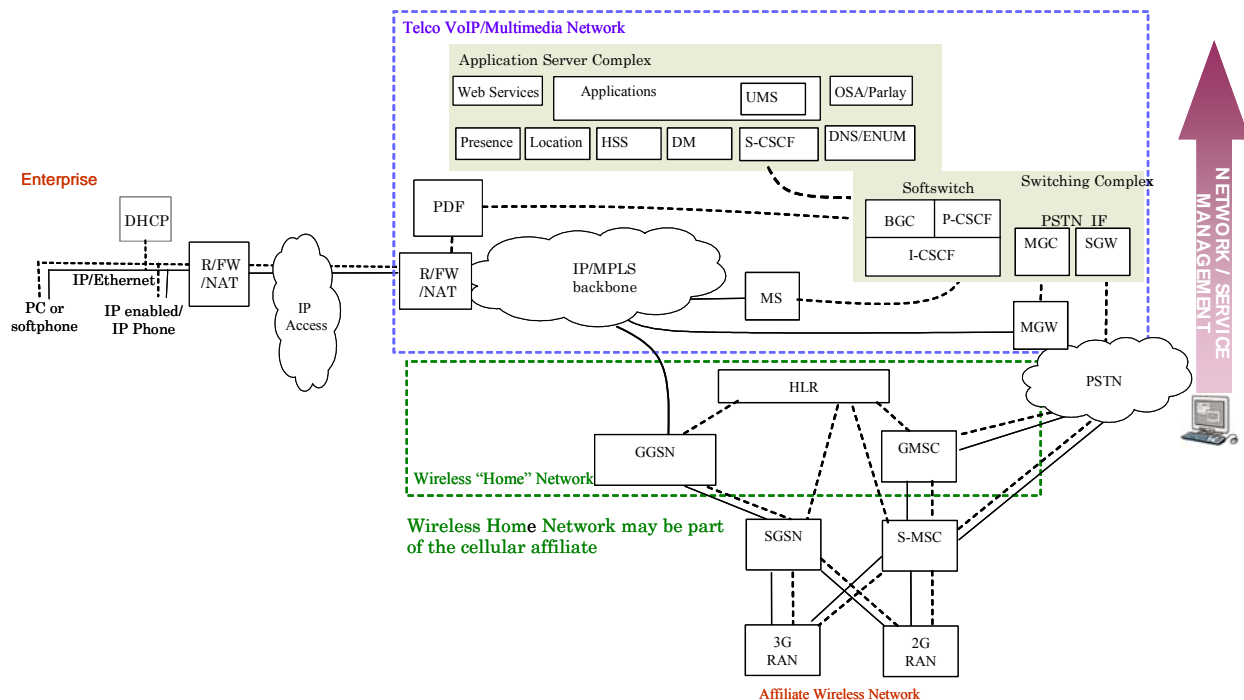 Telco VoIP/Multimedia Network
Application Server Complex
Web Services
Applications
UMS
OSA/Parlay
Presence
Location
HSS
DM
S-CSCF
DNS/ENUM
Enterprise
DHCP
R/FW
/NAT
IP/Ethernet
PC or
softphone
IP enabled/
IP Phone
IP
Access
PDF
R/FW
/NAT
IP/MPLS
backbone
MS
Softswitch
Switching Complex
BGC
P-CSCF
I-CSCF
PSTN IF
MGC
SGW
MGW
PSTN
NETWORK / SERVICE
MANAGEMENT
HLR
GGSN
GMSC
Wireless “Home” Network
Wireless Home Network may be part
of the cellular affiliate
SGSN
S-MSC
3G
RAN
2G
RAN
Affiliate Wireless Network